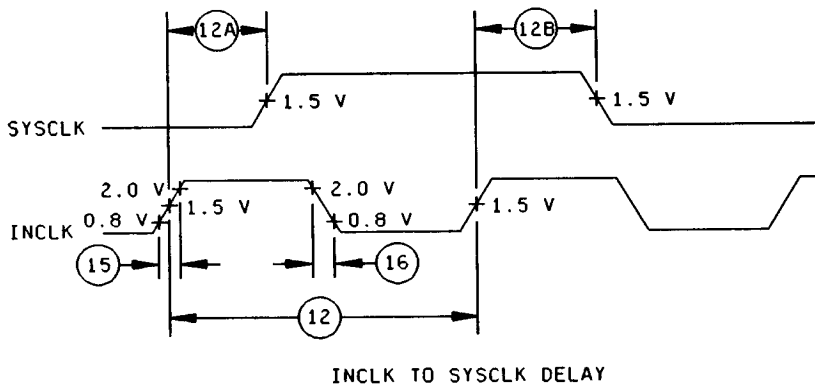 12A
12B
1.5 V
1.5 V
SYSCLK
2.0 V
2.0 V
1.5 V
1.5 V
0.8 V
0.8 V
INCLK
15
16
12
INCLK TO SYSCLK DELAY